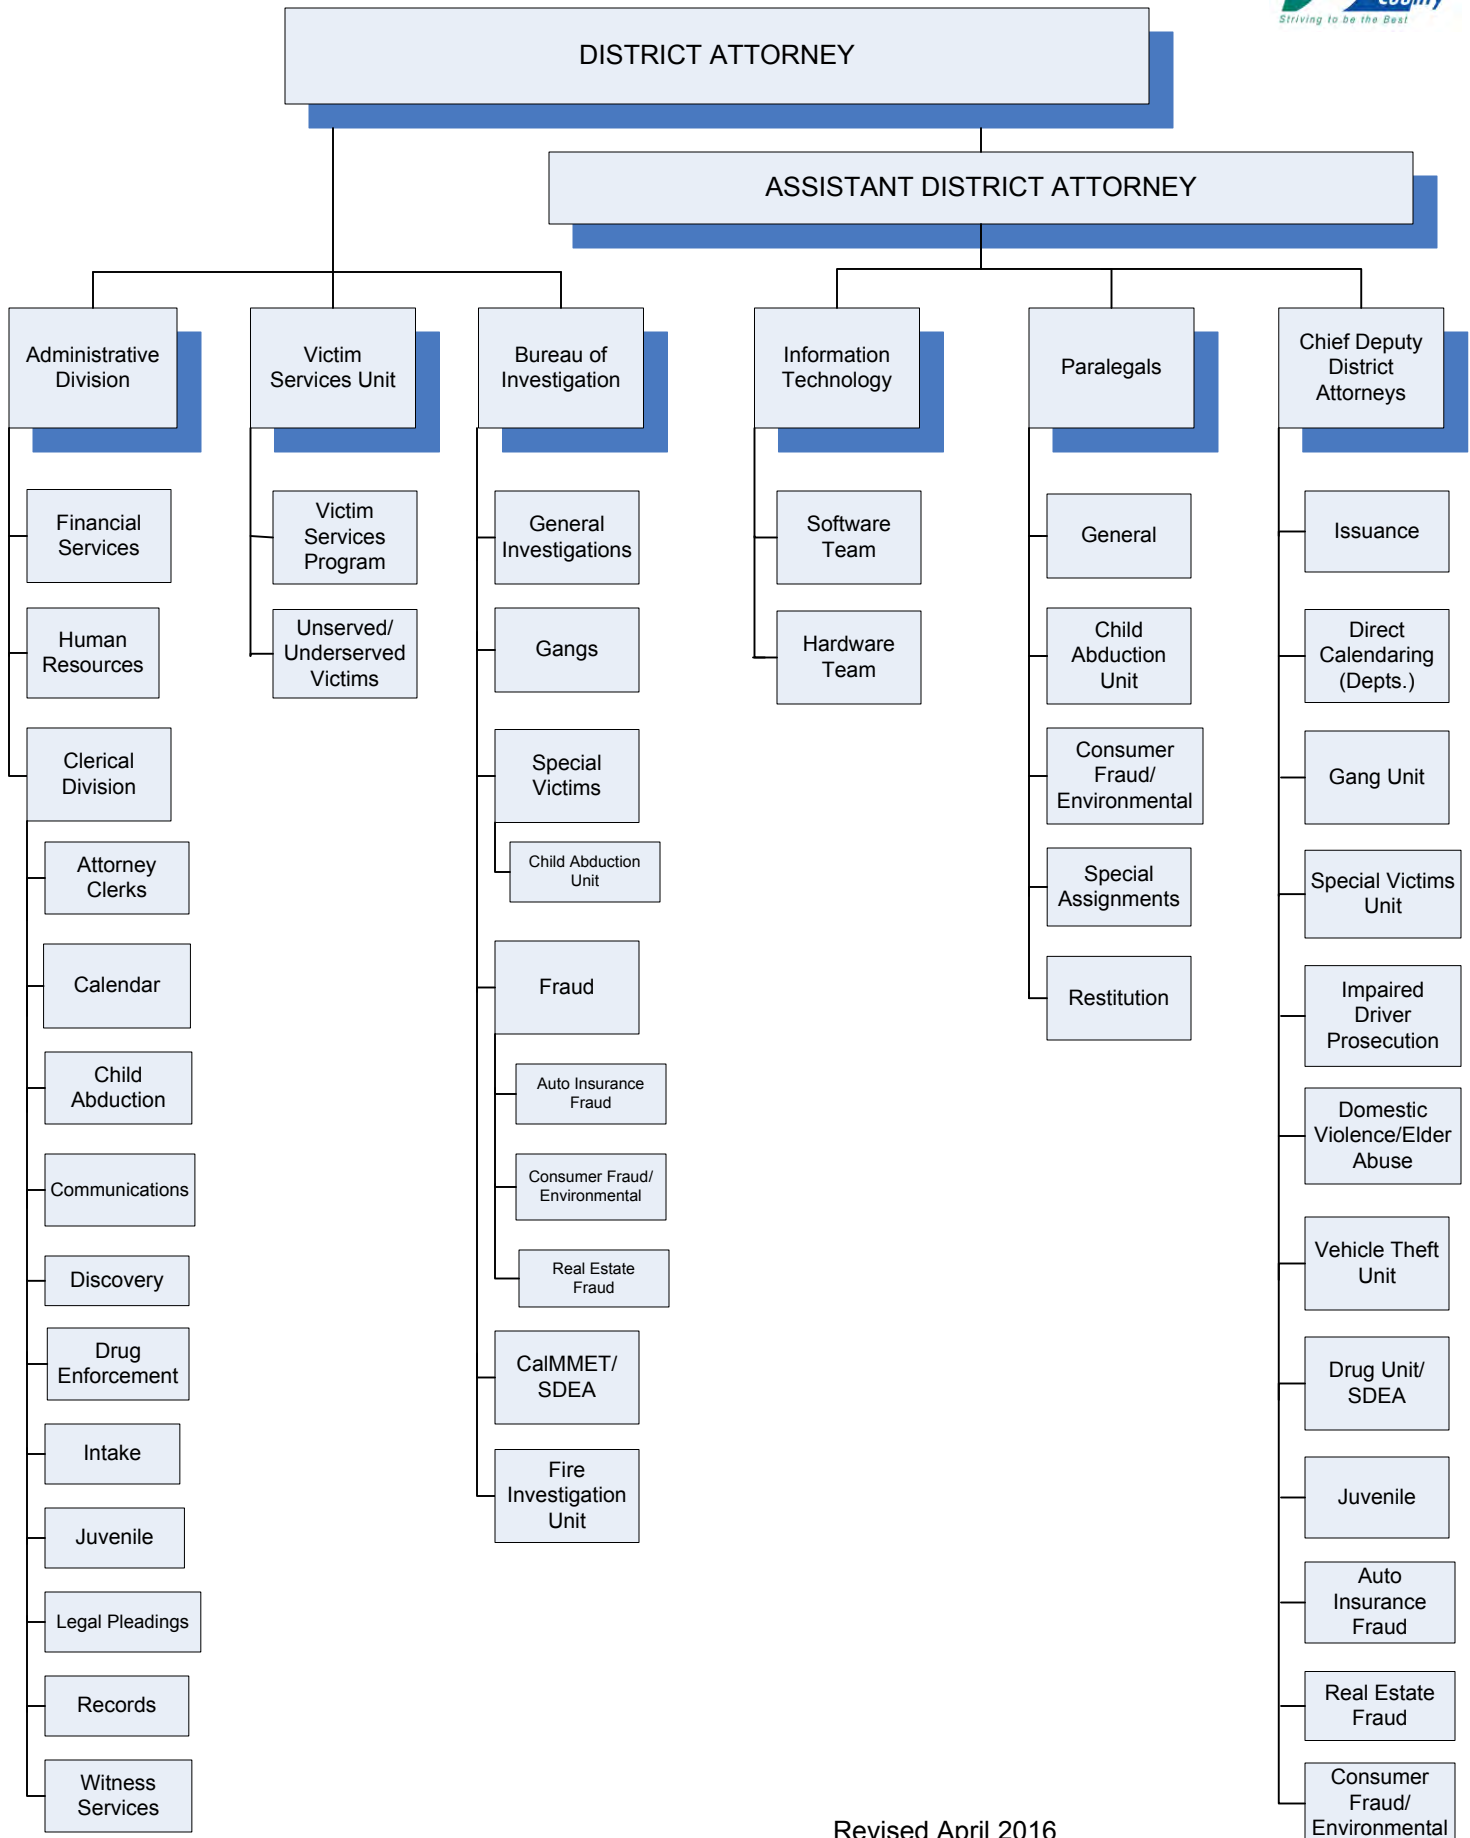 county
Striving to be the Best
DISTRICT ATTORNEY
ASSISTANT DISTRICT ATTORNEY
Administrative
Division
Victim
Services Unit
Bureau of
Investigation
Information
Technology
Paralegals
Chief Deputy
District
Attorneys
Financial
Services
Human
Resources
Clerical
Division
Attorney
Clerks
Calendar
Child
Abduction
Communications
Discovery
Drug
Enforcement
Intake
Juvenile
Legal Pleadings
Records
Witness
Services
Victim
Services
Program
Unserved/
Underserved
Victims
General
Investigations
Gangs
Special
Victims
Child Abduction
Unit
Fraud
Auto Insurance
Fraud
Consumer Fraud/
Environmental
Real Estate
Fraud
CalMMET/
SDEA
Fire
Investigation
Unit
Software
Team
Hardware
Team
General
Child
Abduction
Unit
Consumer
Fraud/
Environmental
Special
Assignments
Restitution
Issuance
Direct
Calendaring
(Depts.)
Gang Unit
Special Victims
Unit
Impaired
Driver
Prosecution
Domestic
Violence/Elder
Abuse
Vehicle Theft
Unit
Drug Unit/
SDEA
Juvenile
Auto
Insurance
Fraud
Real Estate
Fraud
Consumer
Fraud/
Environmental
Revised April 2016